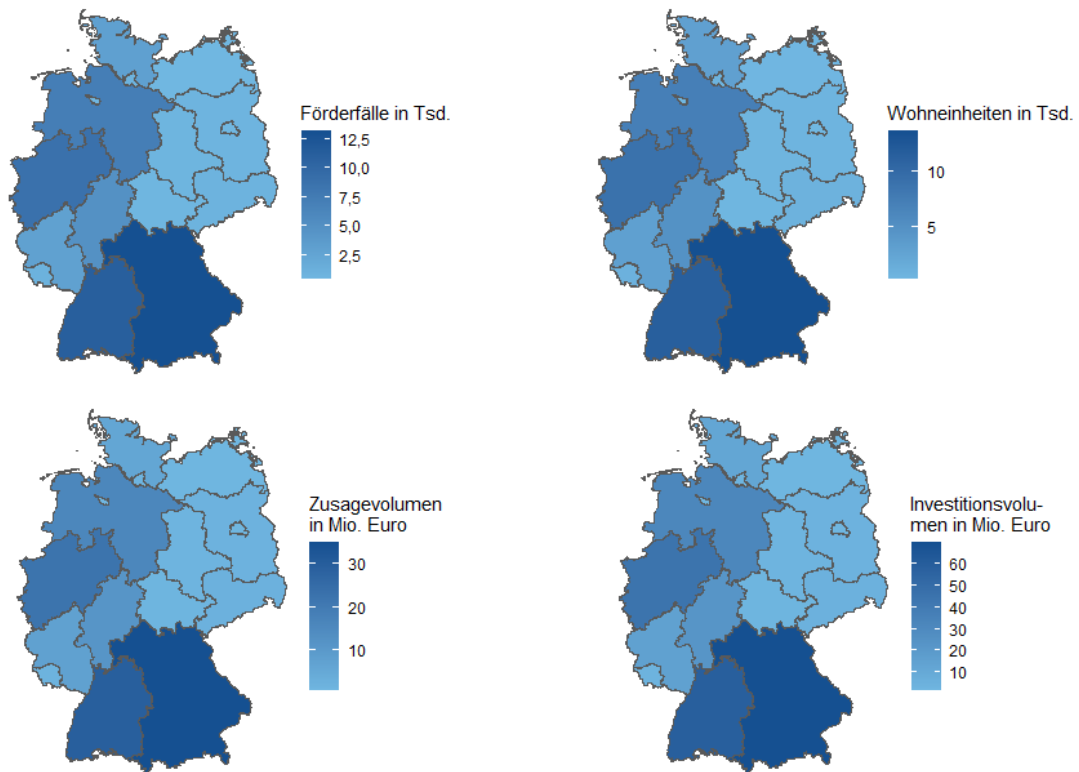 Förderfälle in Tsd.
12,5
10,0
7,5
5,0
2,5
Wohneinheiten in Tsd.
10
5
Zusagevolumen
in Mio. Euro
30
20
10
Investitionsvolu-
men in Mio. Euro
60
50
40
30
20
10